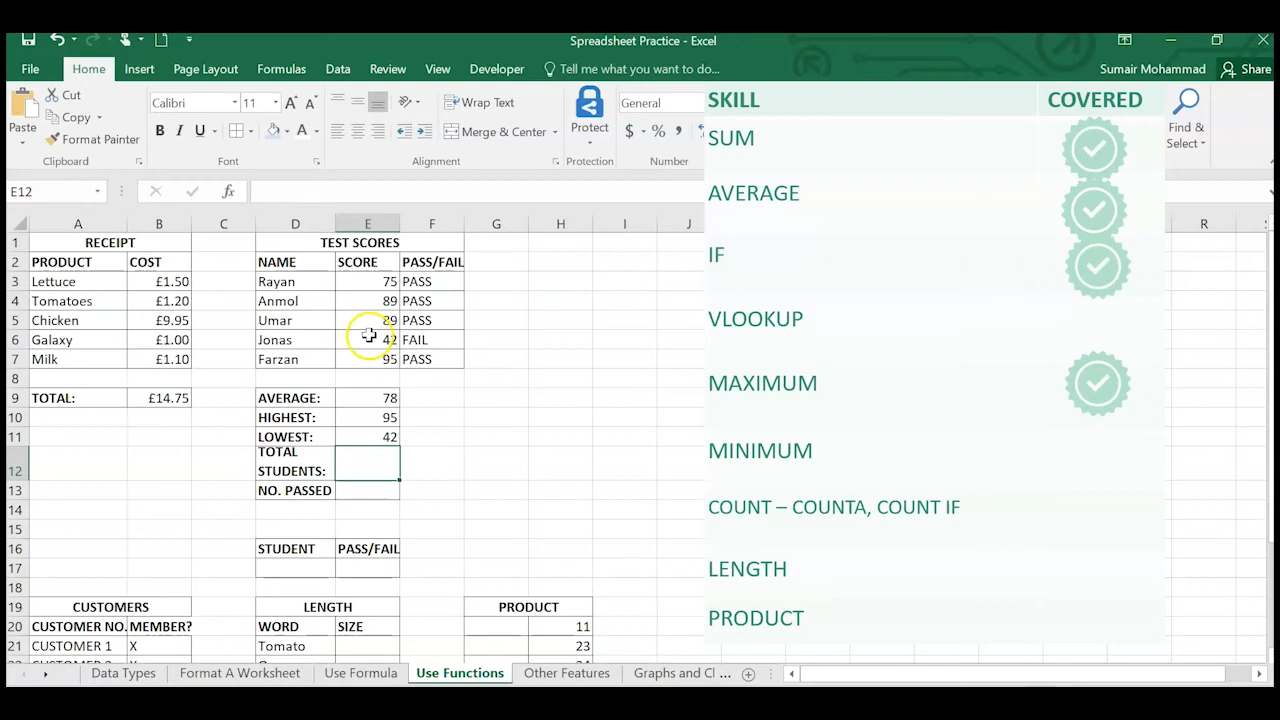 Spreadsheet Practice - Excel
File Home Insert Page Layout Formulas Data Review View Developer Tell me what you want to do... Sumair Mohammad Share
Paste Cut Copy Format Painter
Calibri 11 B I U A A A
Wrap Text Merge & Center
Protect
General $ %
Find & Select
Clipboard Font Alignment Protection Number
E12 fx
A B C D E F G H I J R
1 RECEIPT TEST SCORES
2 PRODUCT COST NAME SCORE PASS/FAIL
3 Lettuce £1.50 Rayan 75 PASS
4 Tomatoes £1.20 Anmol 89 PASS
5 Chicken £9.95 Umar 89 PASS
6 Galaxy £1.00 Jonas 42 FAIL
7 Milk £1.10 Farzan 95 PASS
8
9 TOTAL: £14.75 AVERAGE: 78
10 HIGHEST: 95
11 LOWEST: 42
12 TOTAL STUDENTS:
13 NO. PASSED
14
15
16 STUDENT PASS/FAIL
17
18
19 CUSTOMERS LENGTH PRODUCT
20 CUSTOMER NO. MEMBER? WORD SIZE 11
21 CUSTOMER 1 X Tomato 23
Data Types Format A Worksheet Use Formula Use Functions Other Features Graphs and Cl ...
SKILL COVERED
SUM
AVERAGE
IF
VLOOKUP
MAXIMUM
MINIMUM
COUNT – COUNTA, COUNT IF
LENGTH
PRODUCT